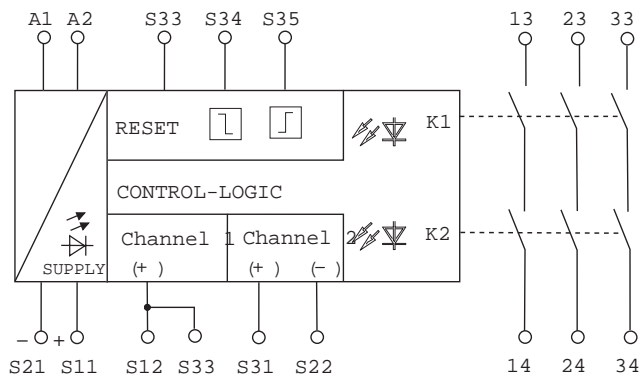 A1 A2 S33 S34 S35 13 23 33
RESET K1
CONTROL-LOGIC
Channel 1 Channel 2 K2
SUPPLY (+ ) (+ ) (- )
− +
S21 S11 S12 S33 S31 S22 14 24 34